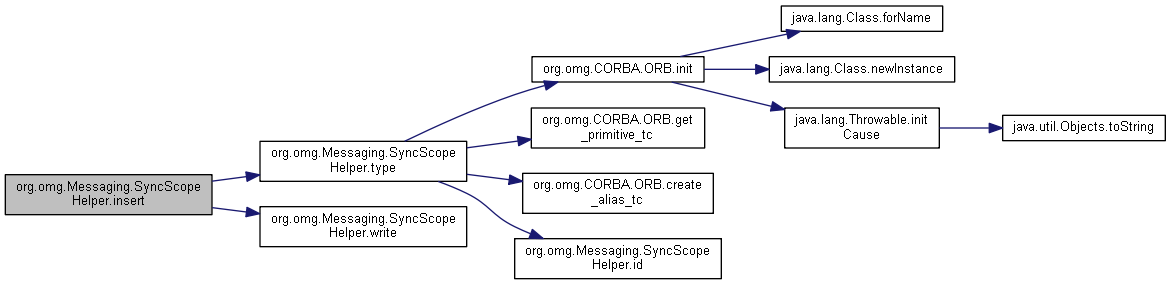 org.omg.Messaging.SyncScope
Helper.insert
org.omg.Messaging.SyncScope
Helper.type
org.omg.Messaging.SyncScope
Helper.write
org.omg.CORBA.ORB.init
org.omg.CORBA.ORB.get
_primitive_tc
org.omg.CORBA.ORB.create
_alias_tc
org.omg.Messaging.SyncScope
Helper.id
java.lang.Class.forName
java.lang.Class.newInstance
java.lang.Throwable.init
Cause
java.util.Objects.toString